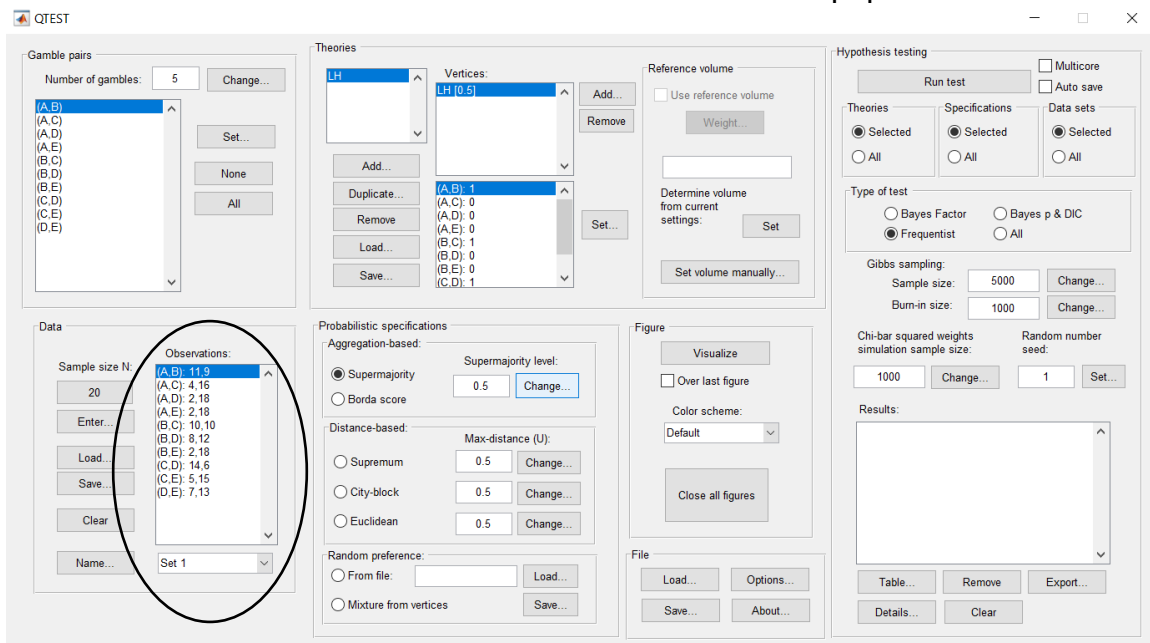 QTEST
Gamble pairs
Number of gambles: 5 Change...
(A,B)
(A,C)
(A,D)
(A,E)
(B,C)
(B,D)
(B,E)
(C,D)
(C,E)
(D,E)
Set...
None
All
Theories
LH
Add...
Duplicate...
Remove
Load...
Save...
Vertices:
LH [0.5]
Add...
Remove
(A,B): 1
(A,C): 0
(A,D): 0
(A,E): 0
(B,C): 1
(B,D): 0
(B,E): 0
(C,D): 1
Set...
Reference volume
Use reference volume
Weight...
Determine volume
from current
settings:
Set
Set volume manually...
Hypothesis testing
Run test
Multicore
Auto save
Theories
Selected
All
Specifications
Selected
All
Data sets
Selected
All
Type of test
Bayes Factor Bayes p & DIC
Frequentist All
Gibbs sampling:
Sample size: 5000 Change...
Burn-in size: 1000 Change...
Chi-bar squared weights
simulation sample size:
1000 Change...
Random number
seed:
1 Set...
Results:
Table... Remove Export...
Details... Clear
Data
Sample size N:
20
Enter...
Load...
Save...
Clear
Name...
Observations:
(A,B): 11,9
(A,C): 4,16
(A,D): 2,18
(A,E): 2,18
(B,C): 10,10
(B,D): 8,12
(B,E): 2,18
(C,D): 14,6
(C,E): 5,15
(D,E): 7,13
Set 1
Probabilistic specifications
Aggregation-based:
Supermajority level:
Supermajority
0.5 Change...
Borda score
Distance-based:
Max-distance (U):
Supremum 0.5 Change...
City-block 0.5 Change...
Euclidean 0.5 Change...
Random preference:
From file: Load...
Mixture from vertices Save...
Figure
Visualize
Over last figure
Color scheme:
Default
Close all figures
File
Load... Options...
Save... About...